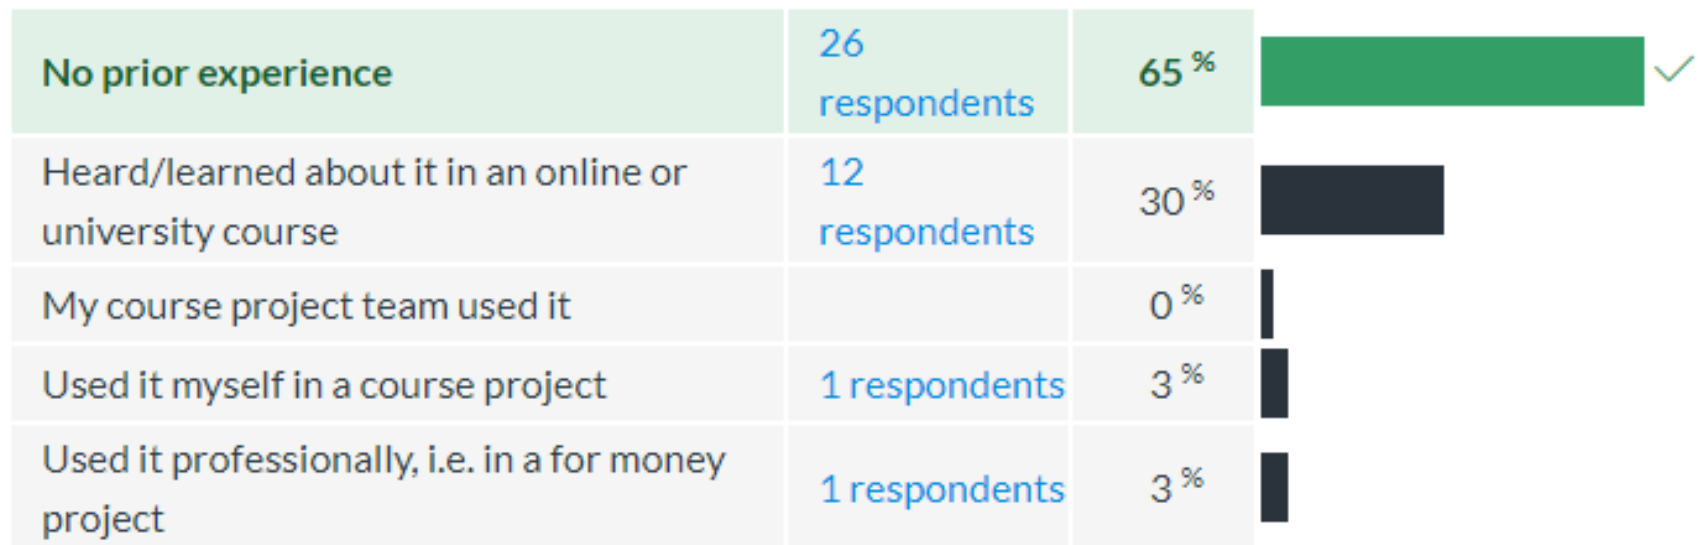 No prior experience
26
respondents
65 %
Heard/learned about it in an online or
university course
12
respondents
30 %
My course project team used it
0 %
Used it myself in a course project
1 respondents
3 %
Used it professionally, i.e. in a for money
project
1 respondents
3 %